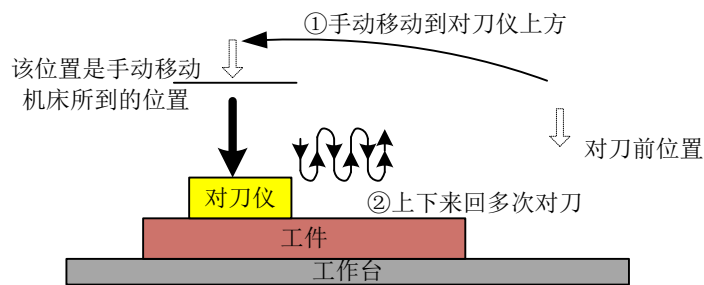 ①手动移动到对刀仪上方
该位置是手动移动
机床所到的位置
对刀前位置
对刀仪
②上下来回多次对刀
工件
工作台